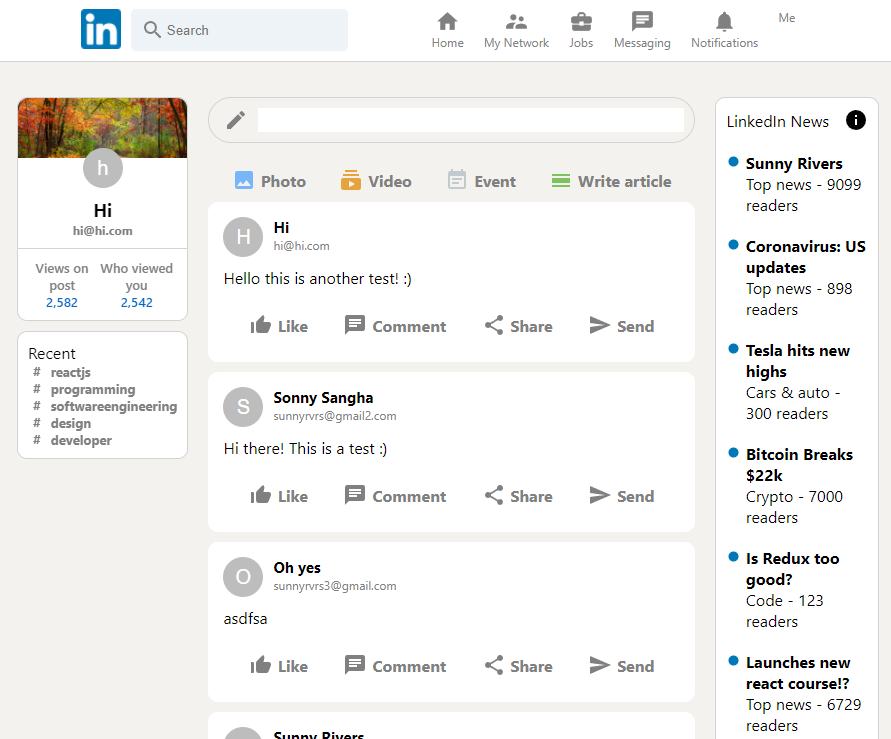 in
Search
Home
My Network
Jobs
Messaging
Notifications
Me
h
Hi
hi@hi.com
Views on
post
2,582
Who viewed
you
2,542
Recent
# reactjs
# programming
# softwareengineering
# design
# developer
Photo
Video
Event
Write article
H
Hi
hi@hi.com
Hello this is another test! :)
Like
Comment
Share
Send
S
Sonny Sangha
sunnyrvrs@gmail2.com
Hi there! This is a test :)
Like
Comment
Share
Send
O
Oh yes
sunnyrvrs3@gmail.com
asdfsa
Like
Comment
Share
Send
Sunny Rivers
LinkedIn News
Sunny Rivers
Top news - 9099
readers
Coronavirus: US
updates
Top news - 898
readers
Tesla hits new
highs
Cars & auto -
300 readers
Bitcoin Breaks
$22k
Crypto - 7000
readers
Is Redux too
good?
Code - 123
readers
Launches new
react course!?
Top news - 6729
readers